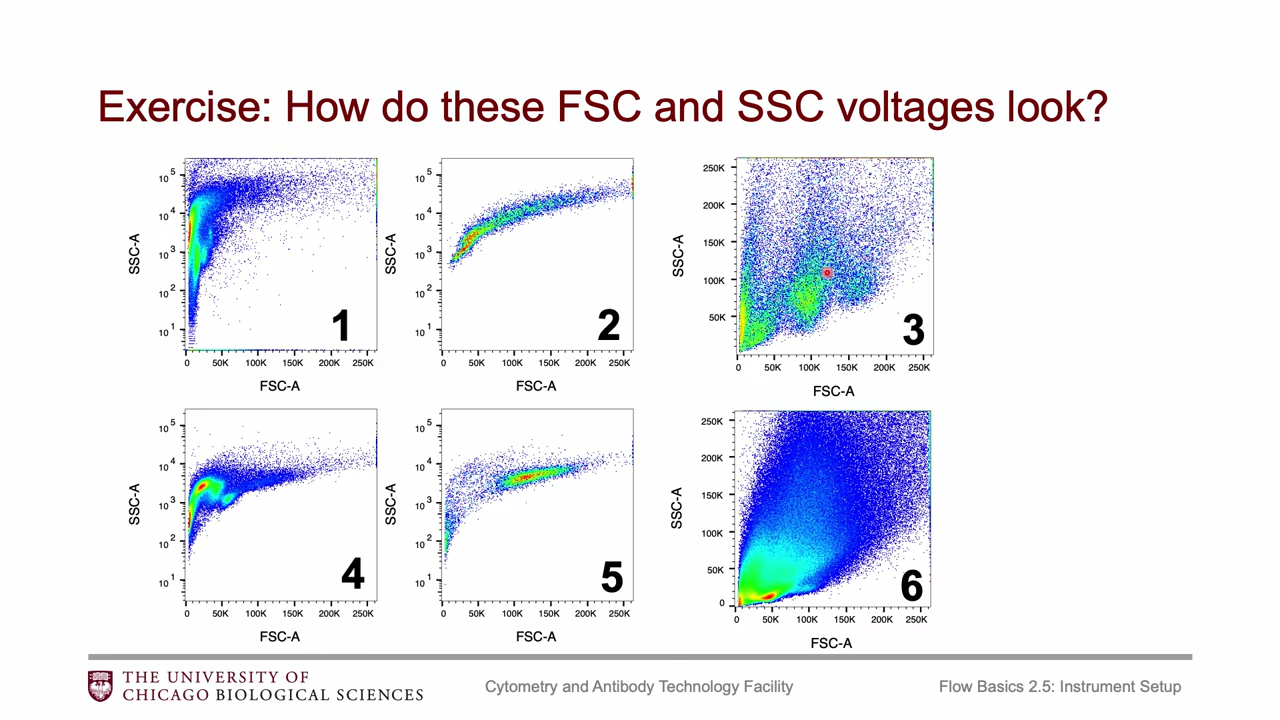 Exercise: How do these FSC and SSC voltages look?
10^5
10^4
10^3
10^2
10^1
SSC-A
0 50K 100K 150K 200K 250K
FSC-A
1
10^5
10^4
10^3
10^2
10^1
SSC-A
0 50K 100K 150K 200K 250K
FSC-A
2
250K
200K
150K
100K
50K
SSC-A
0 50K 100K 150K 200K 250K
FSC-A
3
10^5
10^4
10^3
10^2
10^1
SSC-A
0 50K 100K 150K 200K 250K
FSC-A
4
10^5
10^4
10^3
10^2
10^1
SSC-A
0 50K 100K 150K 200K 250K
FSC-A
5
250K
200K
150K
100K
50K
0
SSC-A
0 50K 100K 150K 200K 250K
FSC-A
6
THE UNIVERSITY OF
CHICAGO BIOLOGICAL SCIENCES
Cytometry and Antibody Technology Facility
Flow Basics 2.5: Instrument Setup